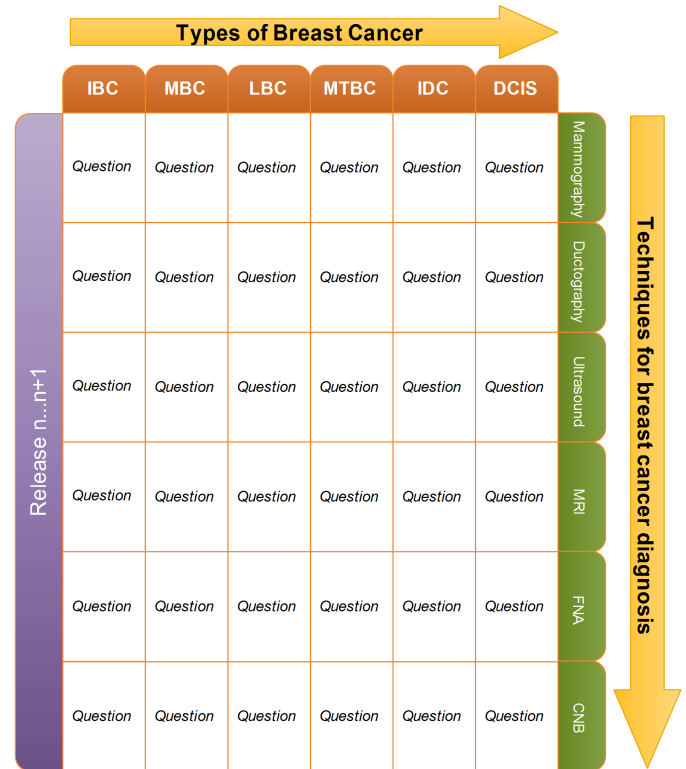 Types of Breast Cancer
IBC MBC LBC MTBC IDC DCIS
Question Question Question Question Question Question Mammography
Question Question Question Question Question Question Ductography
Question Question Question Question Question Question Ultrasound
Question Question Question Question Question Question MRI
Question Question Question Question Question Question FNA
Question Question Question Question Question Question CNB
Release n...n+1
Techniques for breast cancer diagnosis